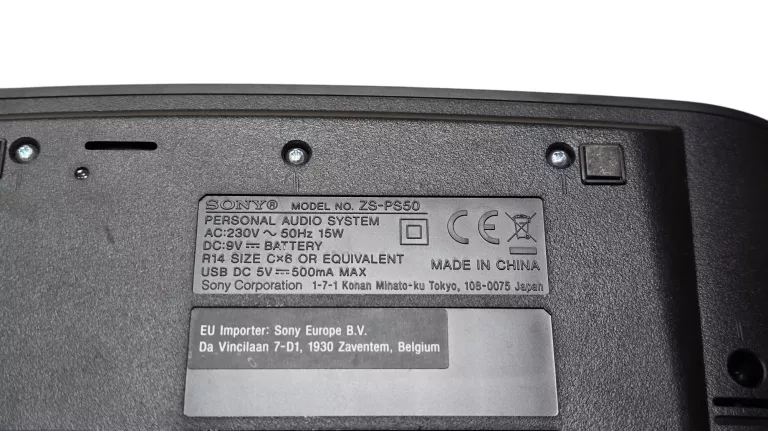 SONY® MODEL NO. ZS-PS50
PERSONAL AUDIO SYSTEM
AC:230V ~ 50Hz 15W
DC:9V ⎓ BATTERY
R14 SIZE C×6 OR EQUIVALENT
USB DC 5V ⎓ 500mA MAX
MADE IN CHINA
Sony Corporation 1-7-1 Konan Minato-ku Tokyo, 108-0075 Japan
CE
EU Importer: Sony Europe B.V.
Da Vincilaan 7-D1, 1930 Zaventem, Belgium